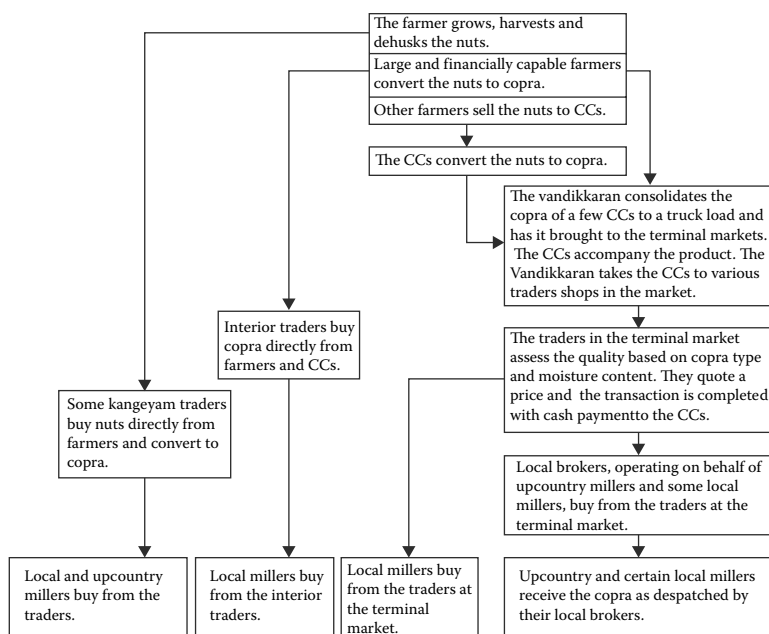 The farmer grows, harvests and
dehusks the nuts.
Large and financially capable farmers
convert the nuts to copra.
Other farmers sell the nuts to CCs.
The CCs convert the nuts to copra.
The vandikkaran consolidates the
copra of a few CCs to a truck load and
has it brought to the terminal markets.
The CCs accompany the product. The
Vandikkaran takes the CCs to various
traders shops in the market.
Interior traders buy
copra directly from
farmers and CCs.
The traders in the terminal market
assess the quality based on copra type
and moisture content. They quote a
price and the transaction is completed
with cash paymentto the CCs.
Some kangeyam traders
buy nuts directly from
farmers and convert to
copra.
Local brokers, operating on behalf of
upcountry millers and some local
millers, buy from the traders at the
terminal market.
Local and upcountry
millers buy from the
traders.
Local millers buy
from the interior
traders.
Local millers buy
from the traders at
the terminal
market.
Upcountry and certain local millers
receive the copra as despatched by
their local brokers.